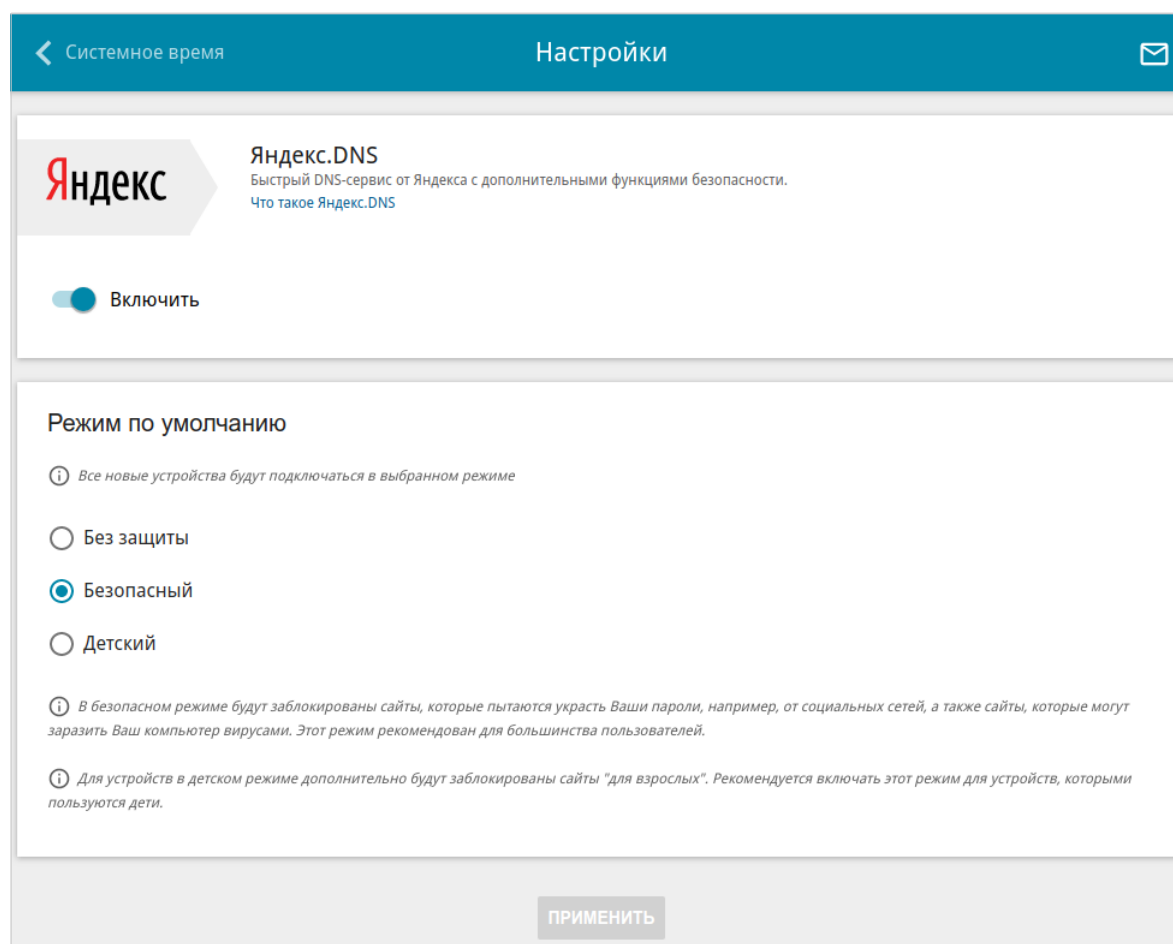 Системное время
Настройки
Яндекс
Яндекс.DNS
Быстрый DNS-сервис от Яндекса с дополнительными функциями безопасности.
Что такое Яндекс.DNS
Включить
Режим по умолчанию
Все новые устройства будут подключаться в выбранном режиме
Без защиты
Безопасный
Детский
В безопасном режиме будут заблокированы сайты, которые пытаются украсть Ваши пароли, например, от социальных сетей, а также сайты, которые могут
заразить Ваш компьютер вирусами. Этот режим рекомендован для большинства пользователей.
Для устройств в детском режиме дополнительно будут заблокированы сайты "для взрослых". Рекомендуется включать этот режим для устройств, которыми
пользуются дети.
ПРИМЕНИТЬ